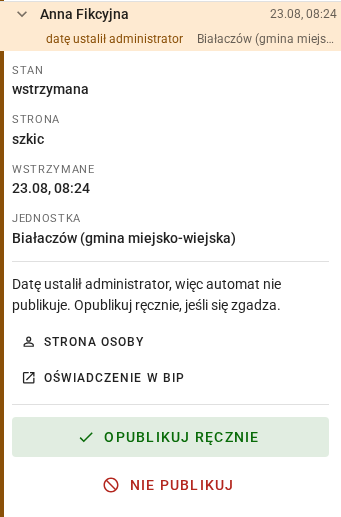 Anna Fikcyjna 23.08, 08:24
datę ustalił administrator Białaczów (gmina miejs...
STAN
wstrzymana
STRONA
szkic
WSTRZYMANE
23.08, 08:24
JEDNOSTKA
Białaczów (gmina miejsko-wiejska)
Datę ustalił administrator, więc automat nie
publikuje. Opublikuj ręcznie, jeśli się zgadza.
STRONA OSOBY
OŚWIADCZENIE W BIP
OPUBLIKUJ RĘCZNIE
NIE PUBLIKUJ